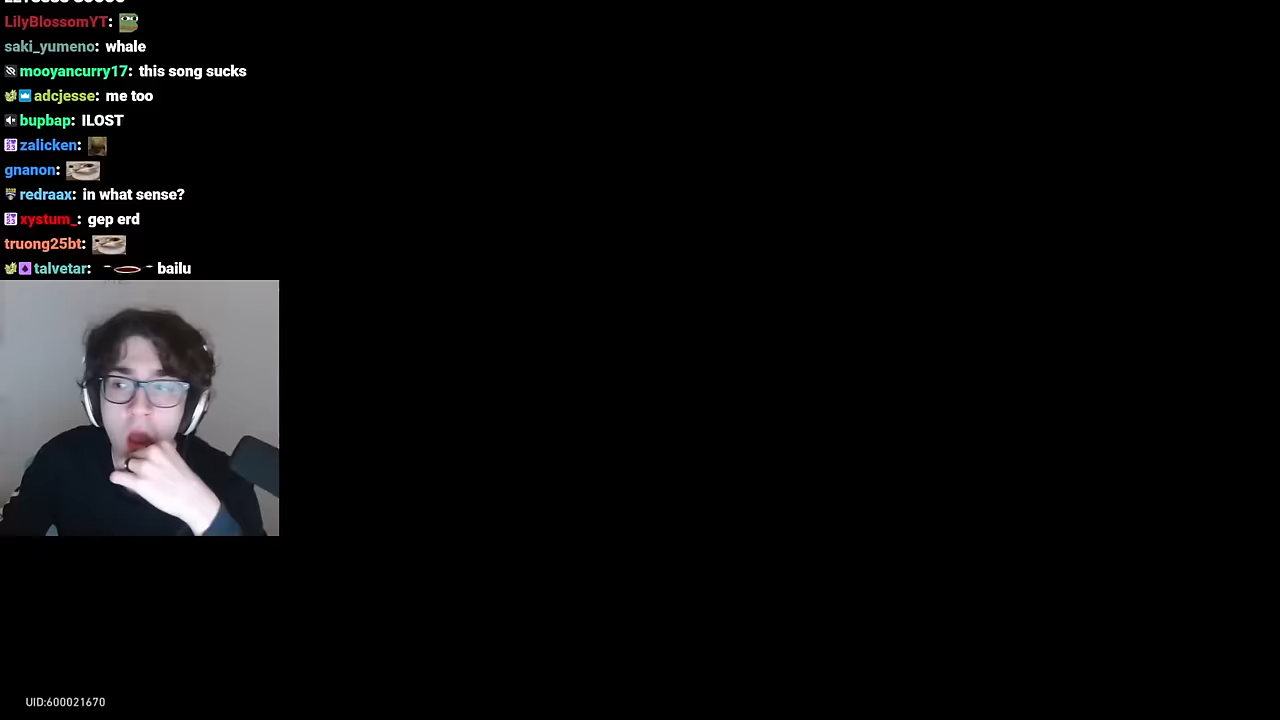 LilyBlossomYT:
saki_yumeno: whale
mooyancurry17: this song sucks
adcjesse: me too
bupbap: ILOST
zalicken:
gnanon:
redraax: in what sense?
xystum_: gep erd
truong25bt:
talvetar: bailu
UID:600021670